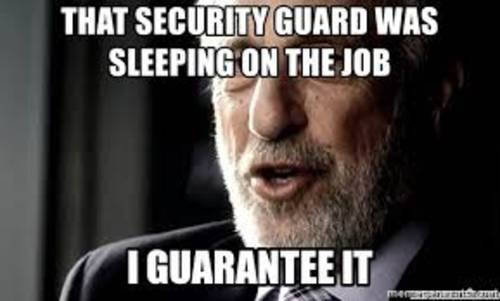 THAT SECURITY GUARD WAS
SLEEPING ON THE JOB
I GUARANTEE IT